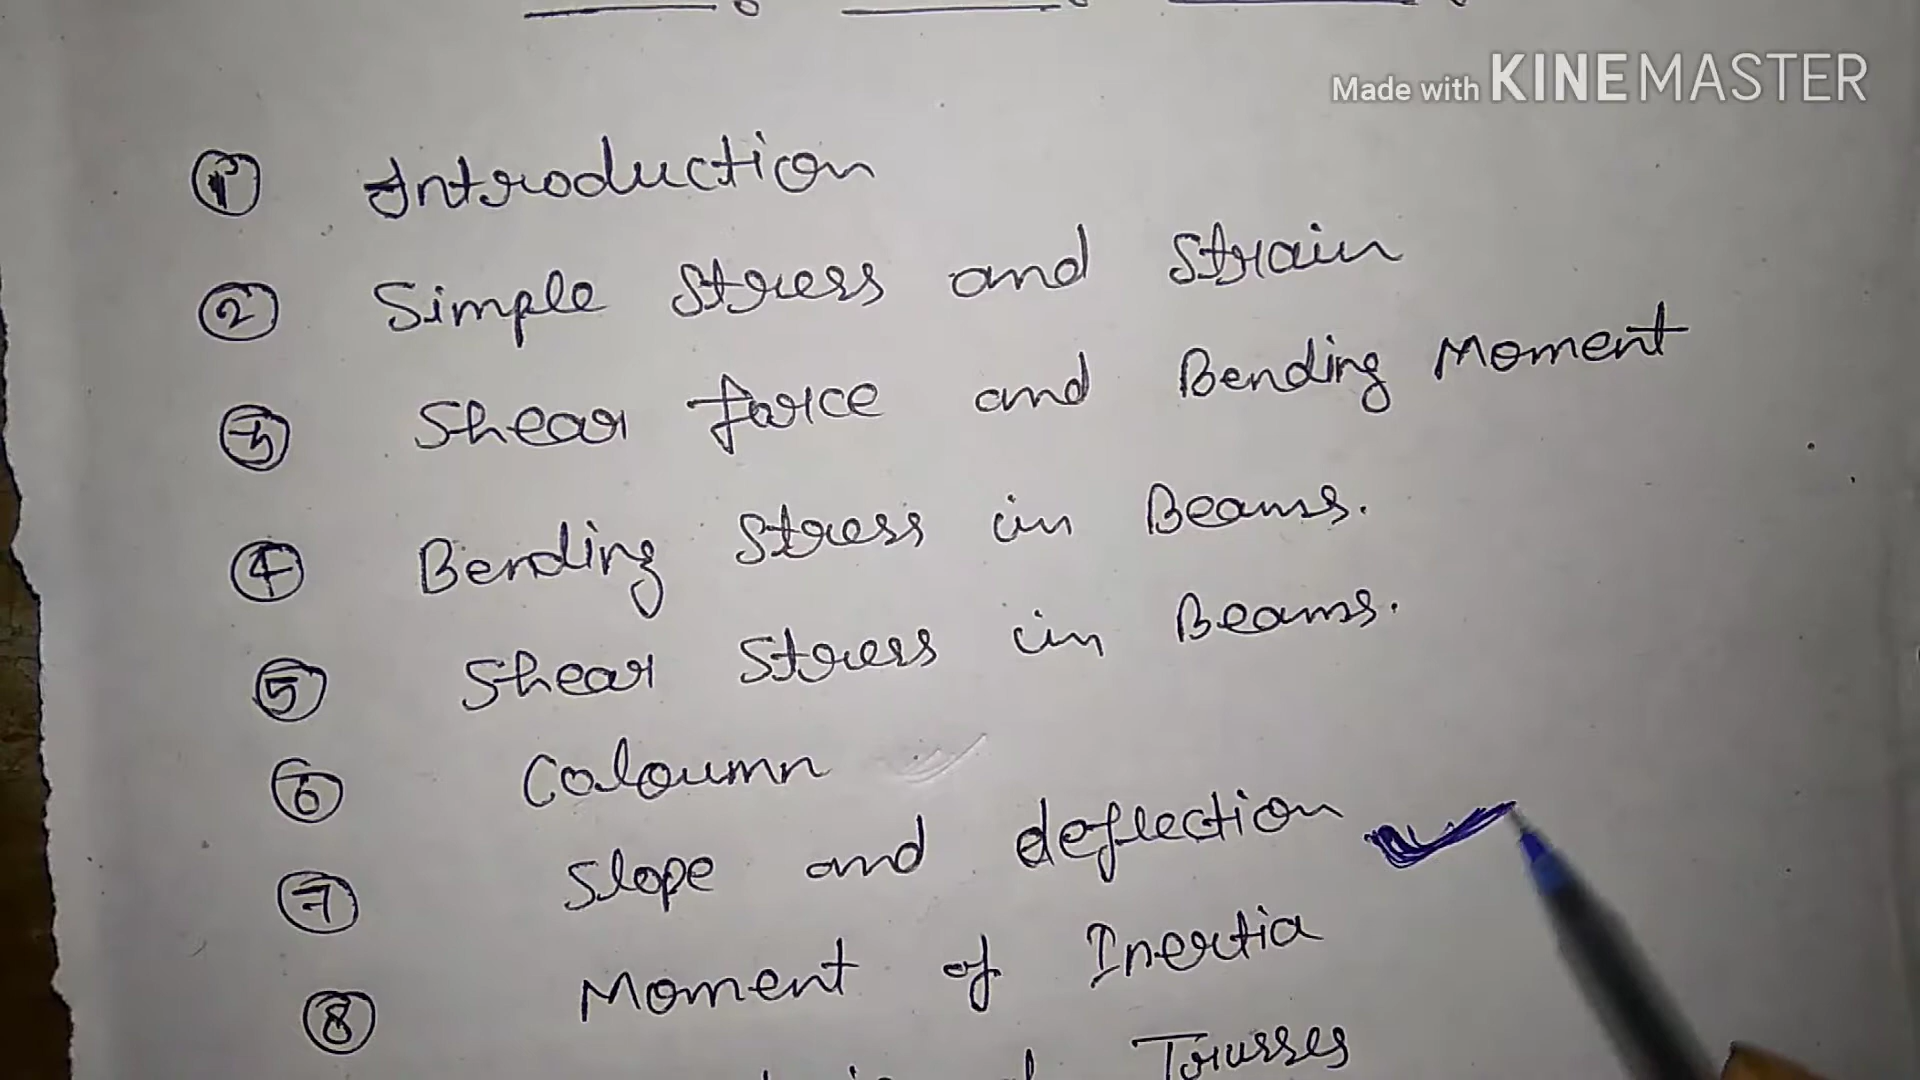 Made with KINEMASTER
1 Introduction
2 Simple Stress and Strain
3 Shear force and Bending Moment
4 Bending Stress in Beams.
5 Shear Stress in Beams.
6 Coloumn
7 Slope and deflection
8 Moment of Inertia
Trusses